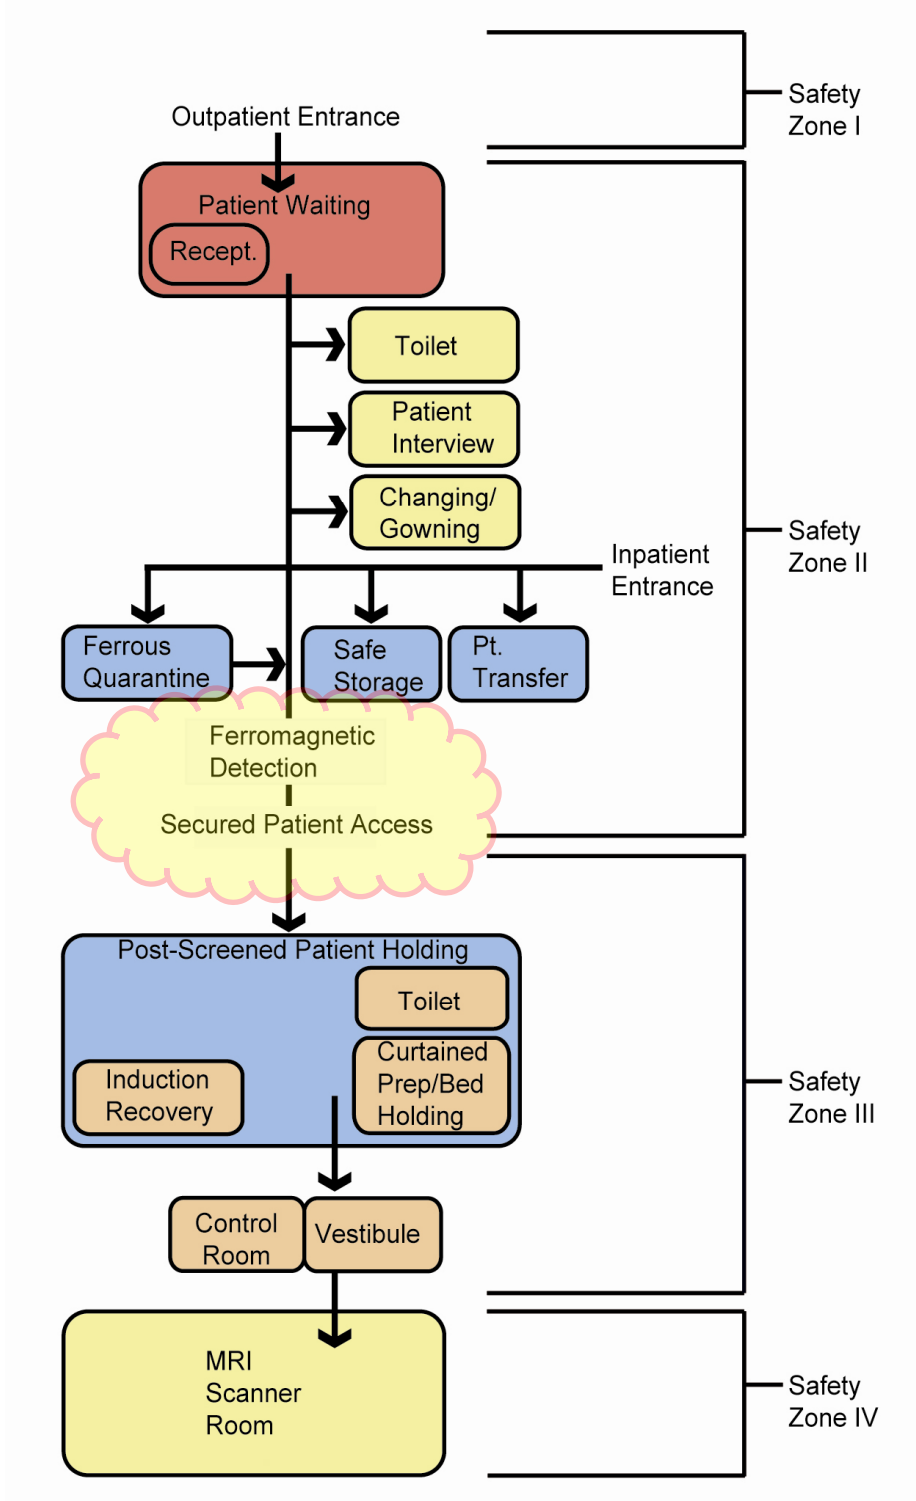 Safety
Zone I
Outpatient Entrance
Patient Waiting
Recept.
Toilet
Patient
Interview
Changing/
Gowning
Safety
Zone II
Inpatient
Entrance
Ferrous
Quarantine
Safe
Storage
Pt.
Transfer
Ferromagnetic
Detection
Secured Patient Access
Post-Screened Patient Holding
Toilet
Curtained
Prep/Bed
Holding
Induction
Recovery
Safety
Zone III
Control
Room
Vestibule
MRI
Scanner
Room
Safety
Zone IV